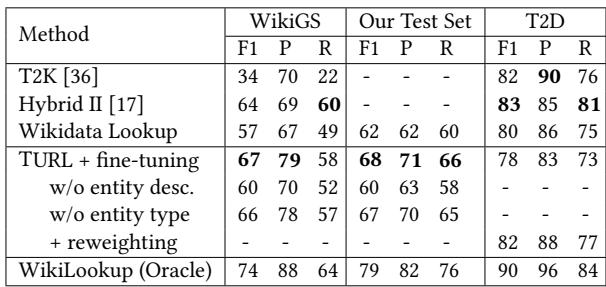 Method WikiGS Our Test Set T2D
F1 P R F1 P R F1 P R
T2K [36] 34 70 22 - - - 82 90 76
Hybrid II [17] 64 69 60 - - - 83 85 81
Wikidata Lookup 57 67 49 62 62 60 80 86 75
TURL + fine-tuning 67 79 58 68 71 66 78 83 73
w/o entity desc. 60 70 52 60 63 58 - - -
w/o entity type 66 78 57 67 70 65 - - -
+ reweighting - - - - - - 82 88 77
WikiLookup (Oracle) 74 88 64 79 82 76 90 96 84